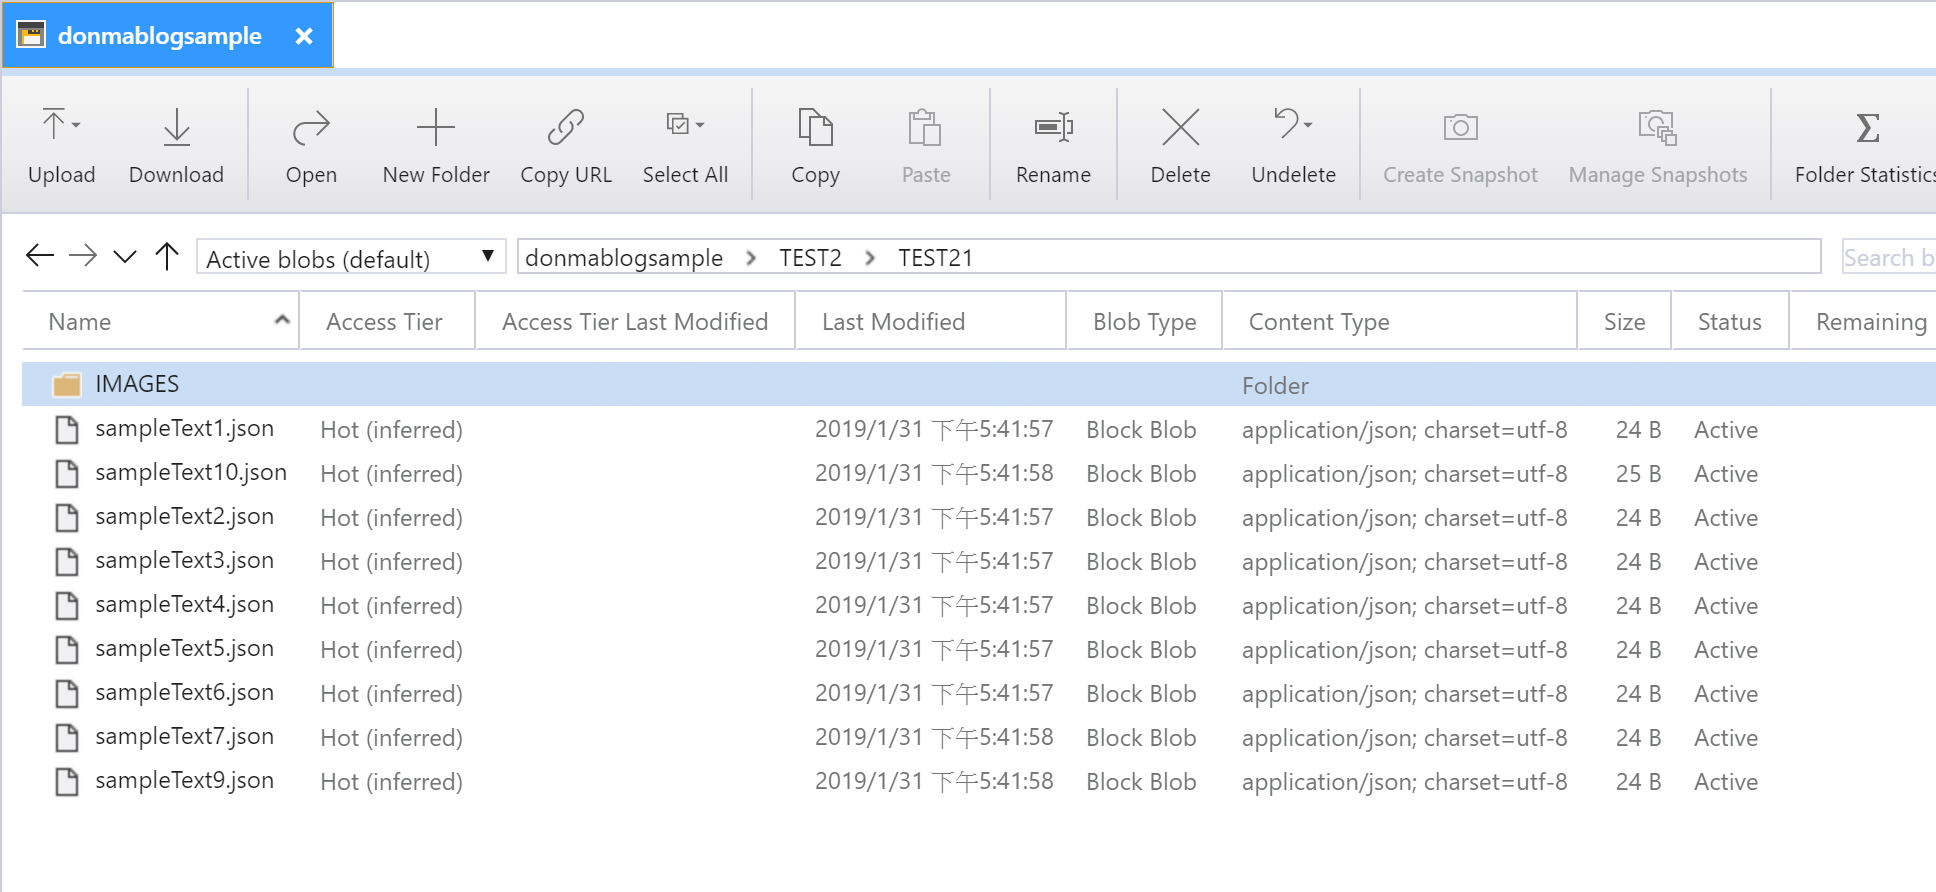 donmablogsample
Upload Download Open New Folder Copy URL Select All Copy Paste Rename Delete Undelete Create Snapshot Manage Snapshots Folder Statistics
Active blobs (default) donmablogsample TEST2 TEST21 Search b
Name Access Tier Access Tier Last Modified Last Modified Blob Type Content Type Size Status Remaining
IMAGES Folder
sampleText1.json Hot (inferred) 2019/1/31 下午5:41:57 Block Blob application/json; charset=utf-8 24 B Active
sampleText10.json Hot (inferred) 2019/1/31 下午5:41:58 Block Blob application/json; charset=utf-8 25 B Active
sampleText2.json Hot (inferred) 2019/1/31 下午5:41:57 Block Blob application/json; charset=utf-8 24 B Active
sampleText3.json Hot (inferred) 2019/1/31 下午5:41:57 Block Blob application/json; charset=utf-8 24 B Active
sampleText4.json Hot (inferred) 2019/1/31 下午5:41:57 Block Blob application/json; charset=utf-8 24 B Active
sampleText5.json Hot (inferred) 2019/1/31 下午5:41:57 Block Blob application/json; charset=utf-8 24 B Active
sampleText6.json Hot (inferred) 2019/1/31 下午5:41:57 Block Blob application/json; charset=utf-8 24 B Active
sampleText7.json Hot (inferred) 2019/1/31 下午5:41:58 Block Blob application/json; charset=utf-8 24 B Active
sampleText9.json Hot (inferred) 2019/1/31 下午5:41:58 Block Blob application/json; charset=utf-8 24 B Active